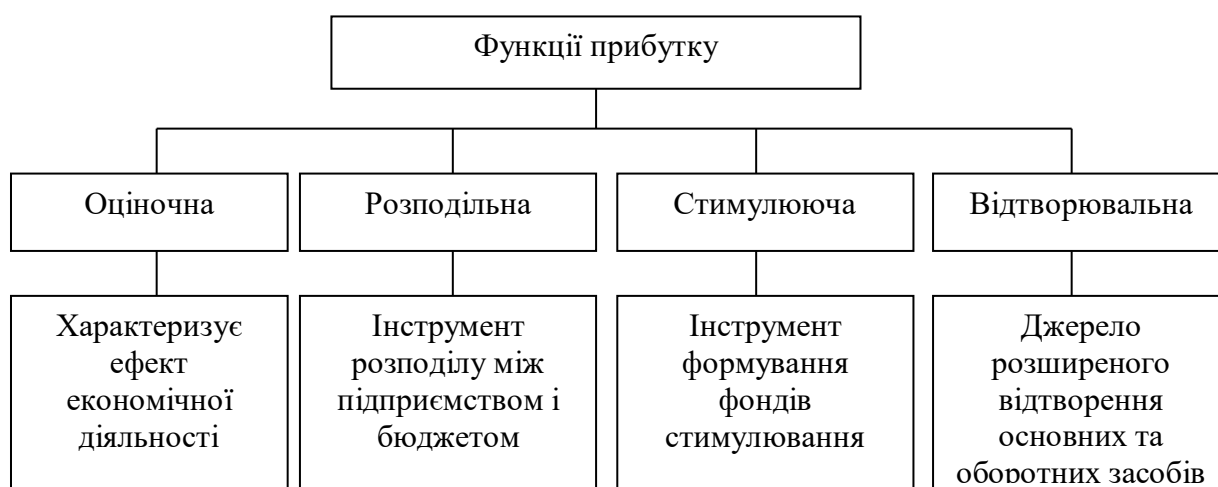 Функції прибутку
Оціночна
Розподільна
Стимулююча
Відтворювальна
Характеризує
ефект
економічної
діяльності
Інструмент
розподілу між
підприємством і
бюджетом
Інструмент
формування
фондів
стимулювання
Джерело
розширеного
відтворення
основних та
оборотних засобів